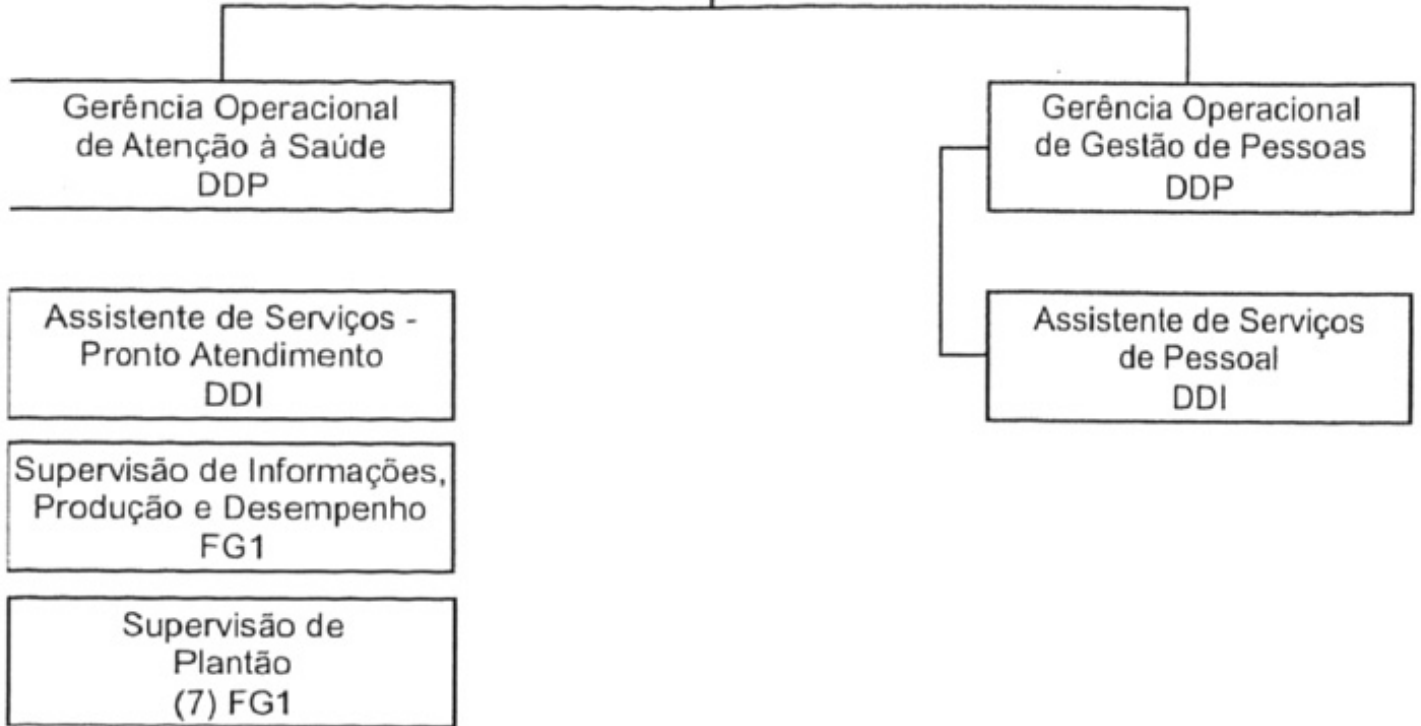 Gerência Operacional
de Atenção à Saúde
DDP
Gerência Operacional
de Gestão de Pessoas
DDP
Assistente de Serviços -
Pronto Atendimento
DDI
Assistente de Serviços
de Pessoal
DDI
Supervisão de Informações,
Produção e Desempenho
FG1
Supervisão de
Plantão
(7) FG1